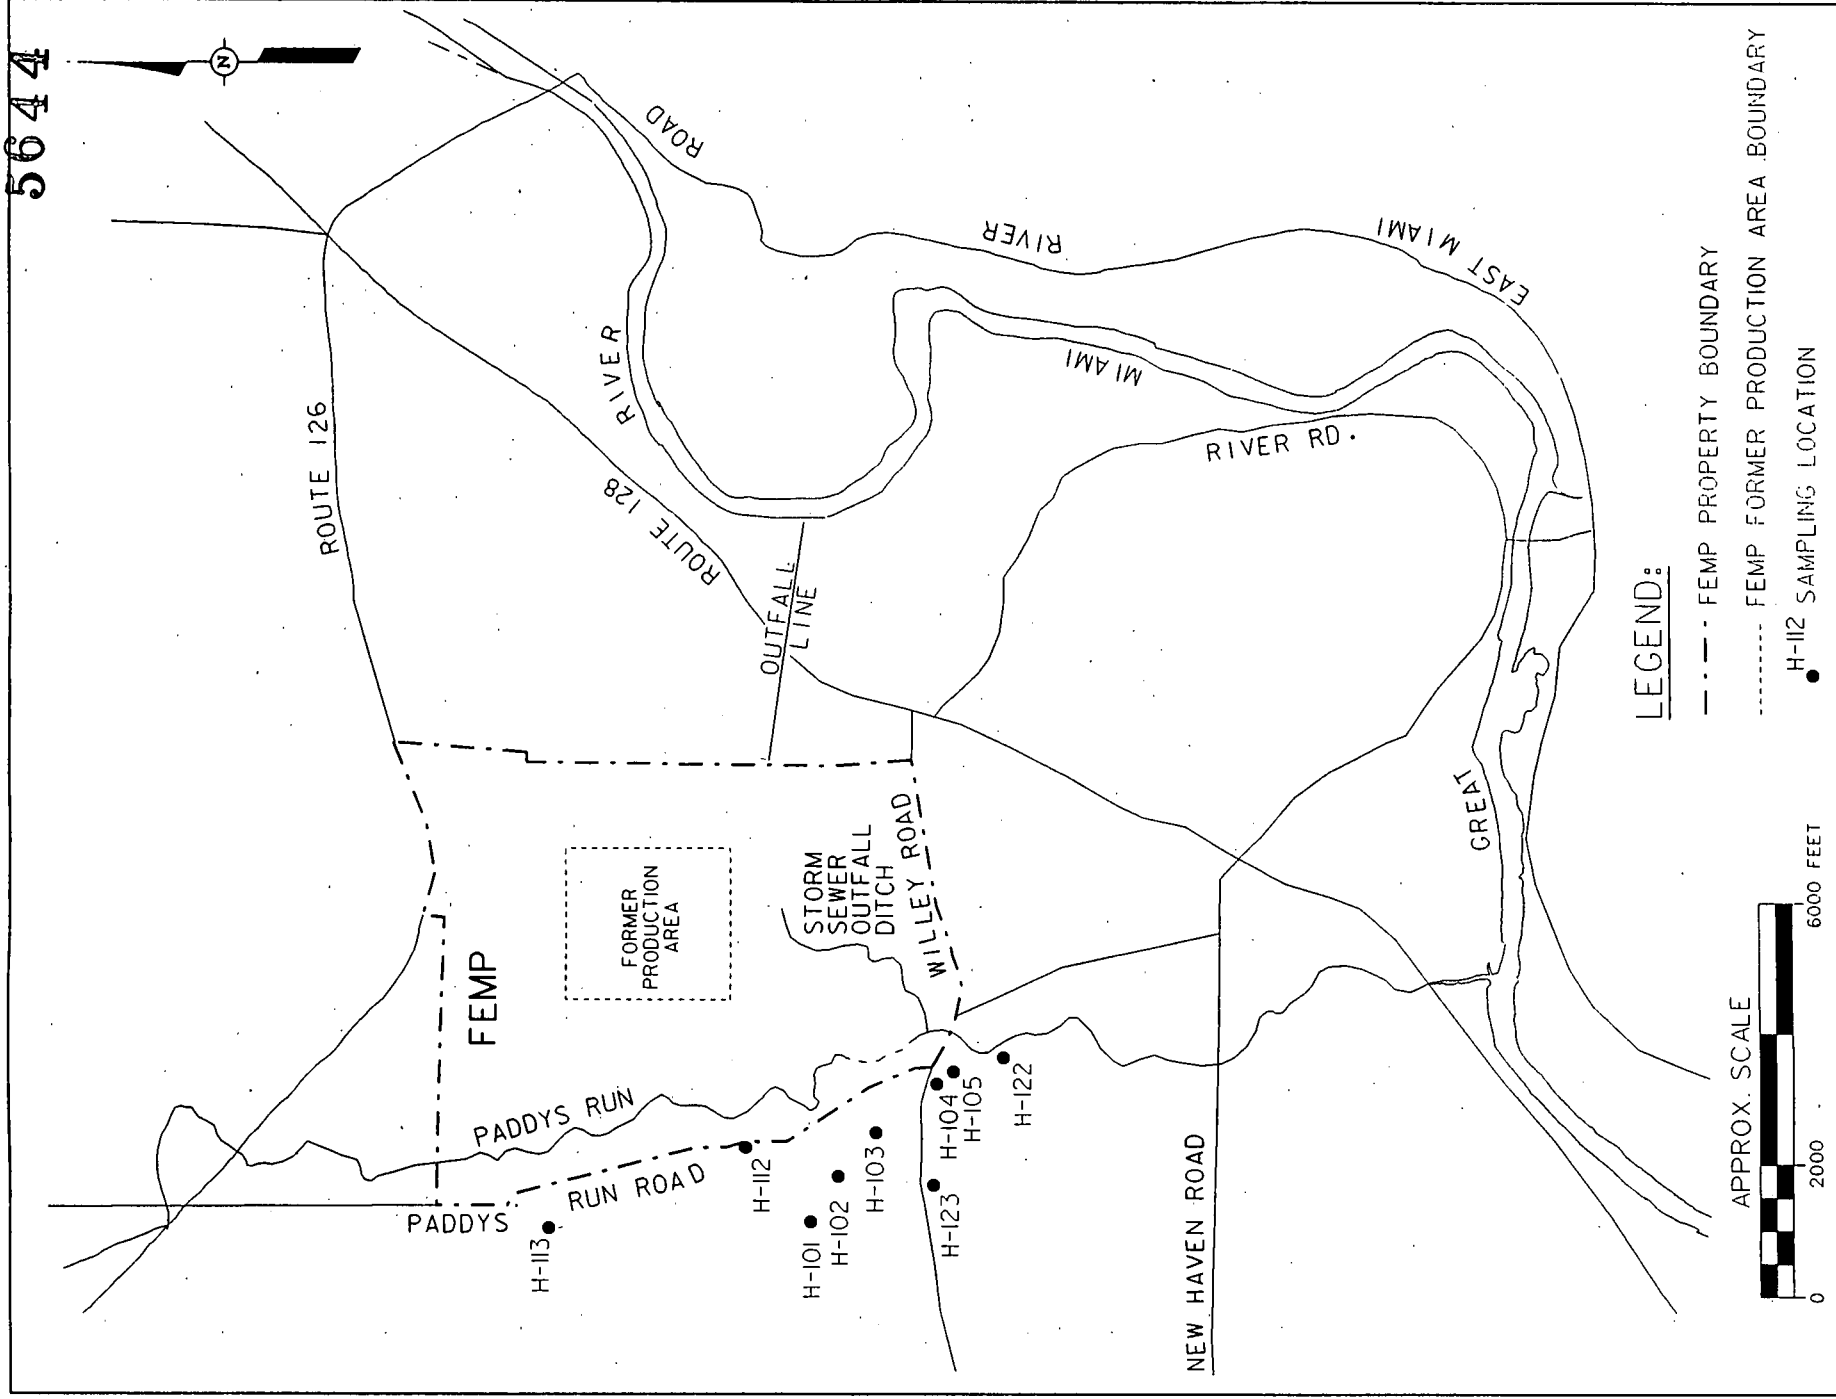 5644
N
ROUTE 126
RIVER
ROUTE 128
OUTFALL
LINE
ROAD
RIVER
EAST MIAMI
MIAMI
RIVER RD.
GREAT
FEMP
FORMER
PRODUCTION
AREA
STORM
SEWER
OUTFALL
DITCH
WILLEY ROAD
PADDYS RUN
PADDYS
RUN ROAD
H-113
H-112
H-101
H-102
H-103
H-104
H-105
H-123
H-122
NEW HAVEN ROAD
LEGEND:
FEMP PROPERTY BOUNDARY
FEMP FORMER PRODUCTION AREA BOUNDARY
H-112
SAMPLING LOCATION
APPROX. SCALE
0
2000
6000 FEET